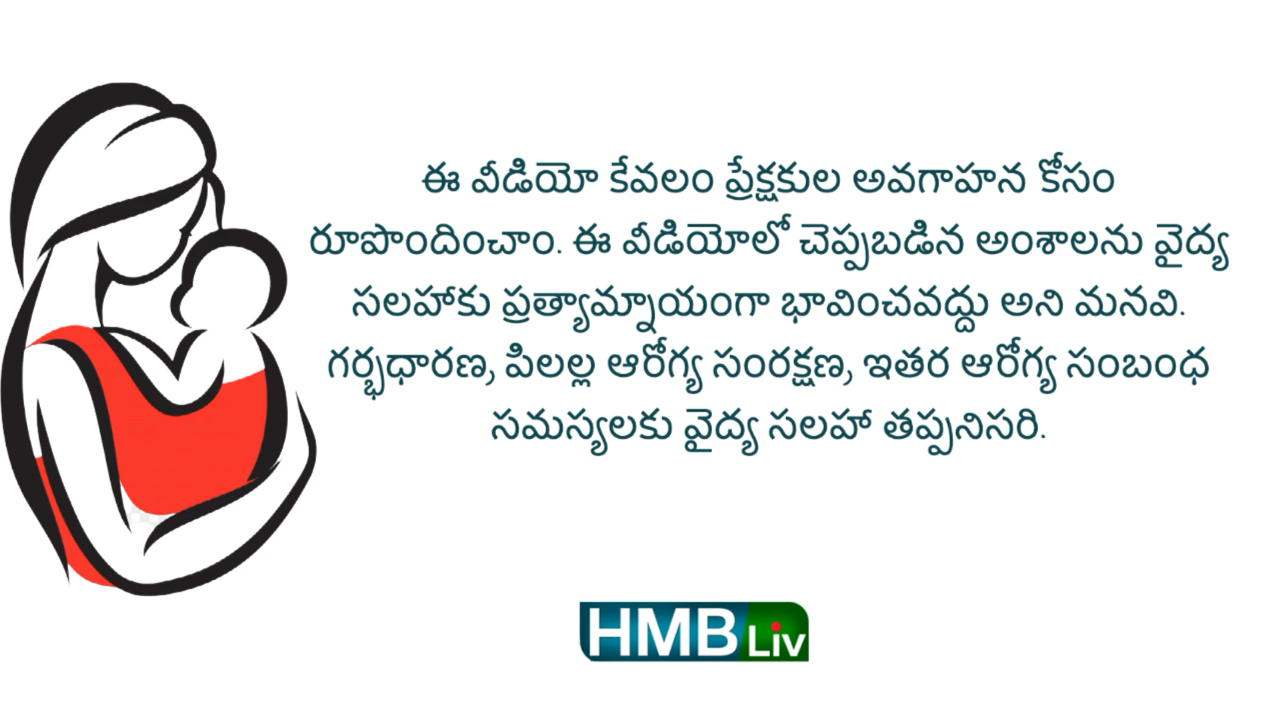 ఈ వీడియో కేవలం ప్రేక్షకుల అవగాహన కోసం
రూపొందించాం. ఈ వీడియోలో చెప్పబడిన అంశాలను వైద్య
సలహాకు ప్రత్యామ్నాయంగా భావించవద్దు అని మనవి.
గర్భధారణ, పిలల్ల ఆరోగ్య సంరక్షణ, ఇతర ఆరోగ్య సంబంధ
సమస్యలకు వైద్య సలహా తప్పనిసరి.
HMB Liv